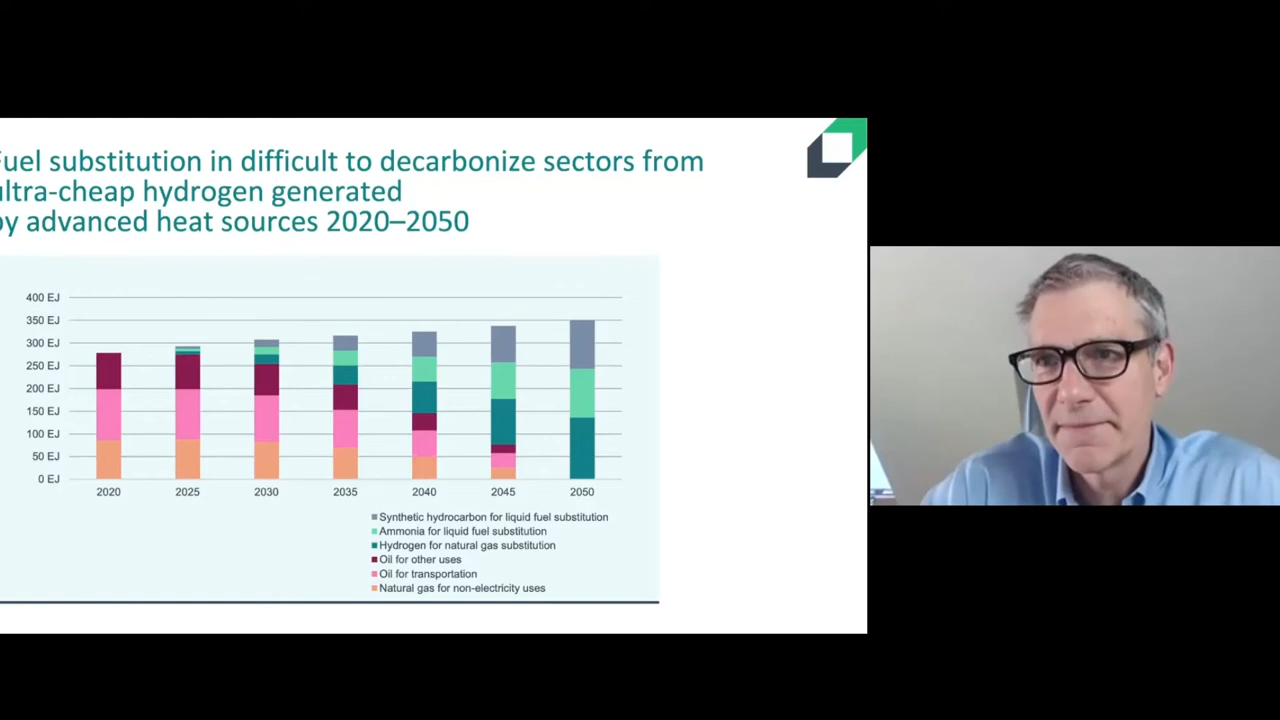 Fuel substitution in difficult to decarbonize sectors from
ultra-cheap hydrogen generated
by advanced heat sources 2020–2050
400 EJ
350 EJ
300 EJ
250 EJ
200 EJ
150 EJ
100 EJ
50 EJ
0 EJ
2020 2025 2030 2035 2040 2045 2050
Synthetic hydrocarbon for liquid fuel substitution
Ammonia for liquid fuel substitution
Hydrogen for natural gas substitution
Oil for other uses
Oil for transportation
Natural gas for non-electricity uses